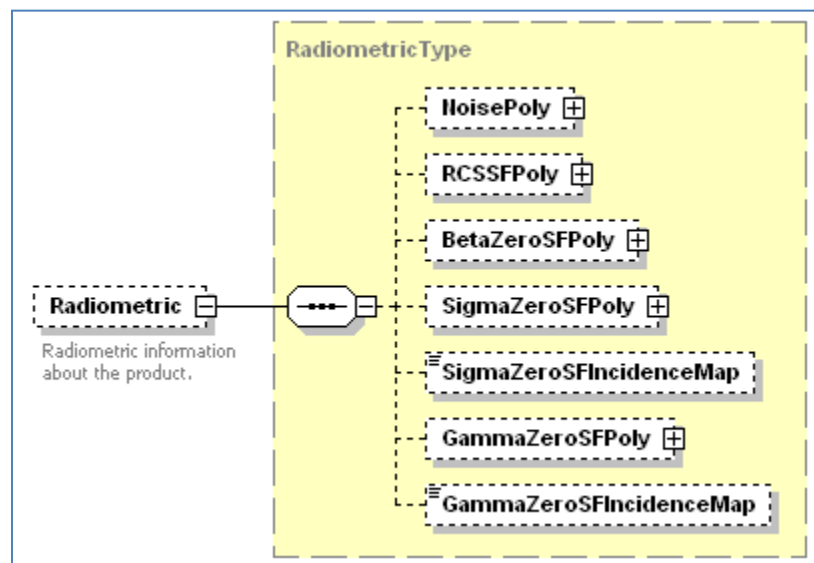 RadiometricType
NoisePoly
RCSSFPoly
BetaZeroSFPoly
Radiometric
SigmaZeroSFPoly
Radiometric information
about the product.
SigmaZeroSFIncidenceMap
GammaZeroSFPoly
GammaZeroSFIncidenceMap